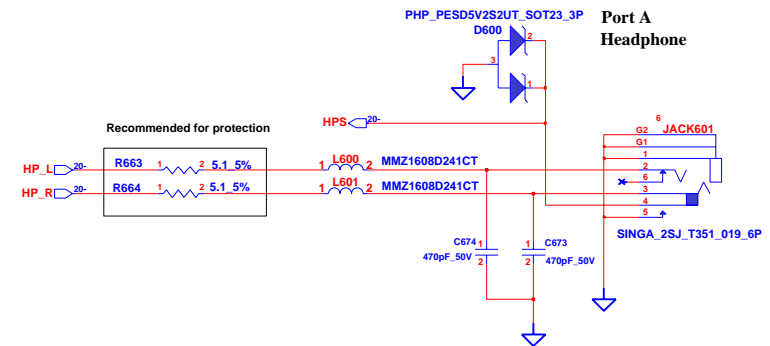 PHP_PESD5V2S2UT_SOT23_3P
D600
Port A
Headphone
2
3
1
HPS 20-
6
G2 JACK601
G1
Recommended for protection
1
HP_L 20- R663 1 2 5.1_5% 1 L600 2 MMZ1608D241CT 2
6
HP_R 20- R664 1 2 5.1_5% 1 L601 2 MMZ1608D241CT 3
4
5
SINGA_2SJ_T351_019_6P
C674 1 1 C673
470pF_50V 2 2 470pF_50V